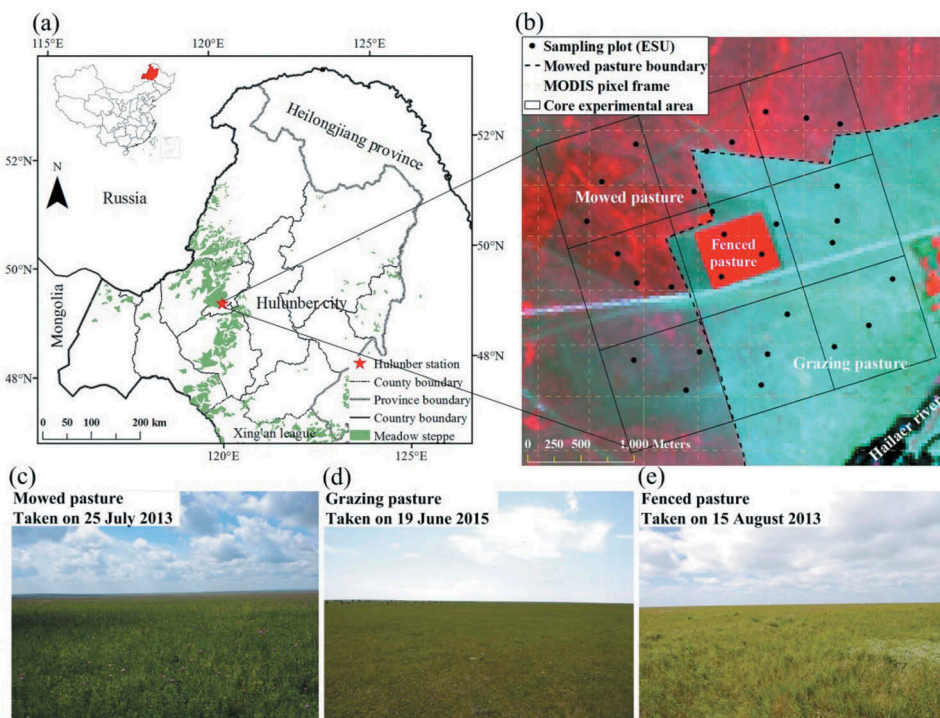 (a)
115°E
120°E
125°E
Heilongjiang province
52°N
52°N
N
Russia
50°N
50°N
Mongolia
Hulunber city
Hulunber station
County boundary
48°N
48°N
Province boundary
Country boundary
0 50 100 200 km
Xing'an league
Meadow steppe
120°E
125°E
(b)
Sampling plot (ESU)
Mowed pasture boundary
MODIS pixel frame
Core experimental area
Mowed pasture
Fenced
pasture
Grazing pasture
Hailaer river
0 250 500 1,000 Meters
(c)
Mowed pasture
Taken on 25 July 2013
(d)
Grazing pasture
Taken on 19 June 2015
(e)
Fenced pasture
Taken on 15 August 2013